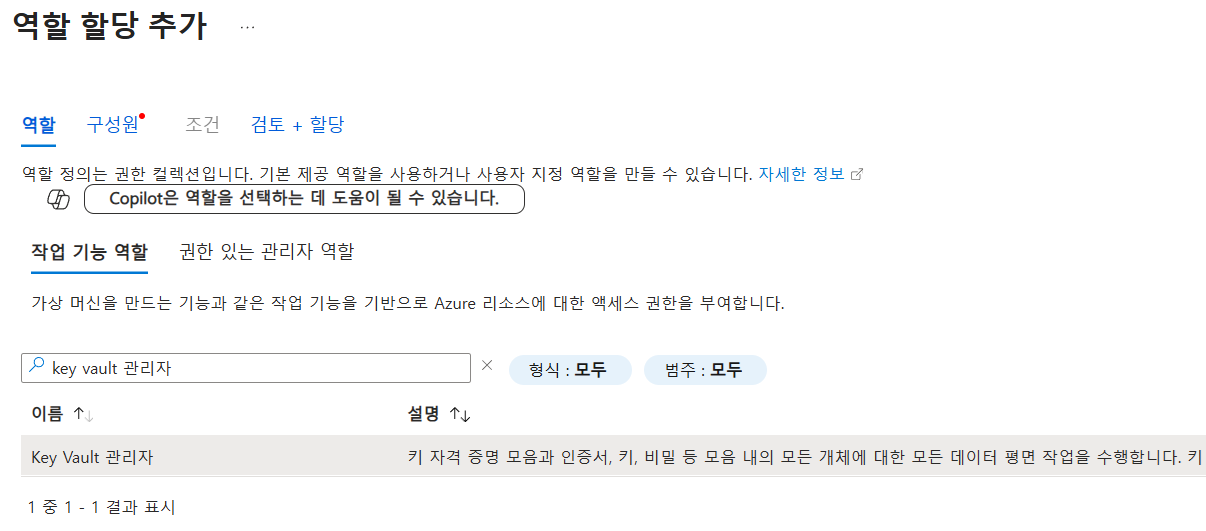 역할 할당 추가 ...
역할 구성원 조건 검토 + 할당
역할 정의는 권한 컬렉션입니다. 기본 제공 역할을 사용하거나 사용자 지정 역할을 만들 수 있습니다. 자세한 정보
Copilot은 역할을 선택하는 데 도움이 될 수 있습니다.
작업 기능 역할 권한 있는 관리자 역할
가상 머신을 만드는 기능과 같은 작업 기능을 기반으로 Azure 리소스에 대한 액세스 권한을 부여합니다.
key vault 관리자 형식 : 모두 범주 : 모두
이름 설명
Key Vault 관리자 키 자격 증명 모음과 인증서, 키, 비밀 등 모음 내의 모든 개체에 대한 모든 데이터 평면 작업을 수행합니다. 키
1 중 1 - 1 결과 표시